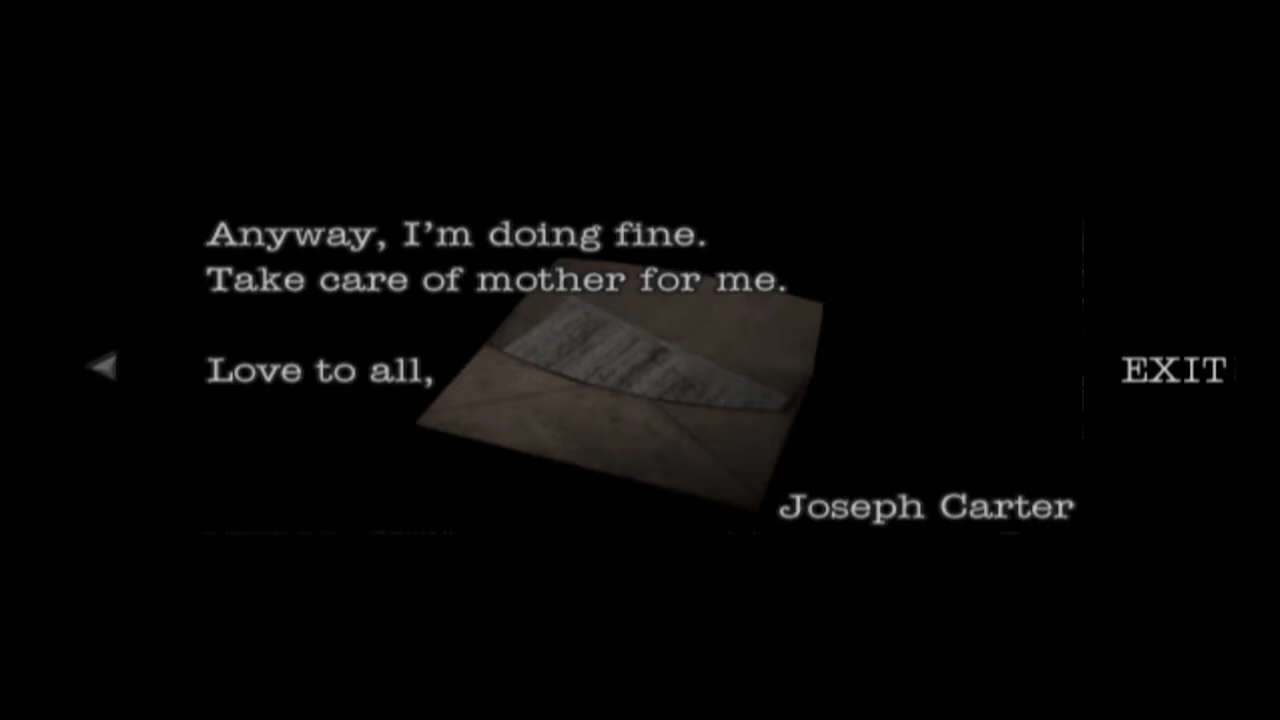 Anyway, I'm doing fine.
Take care of mother for me.
Love to all,
EXIT
Joseph Carter